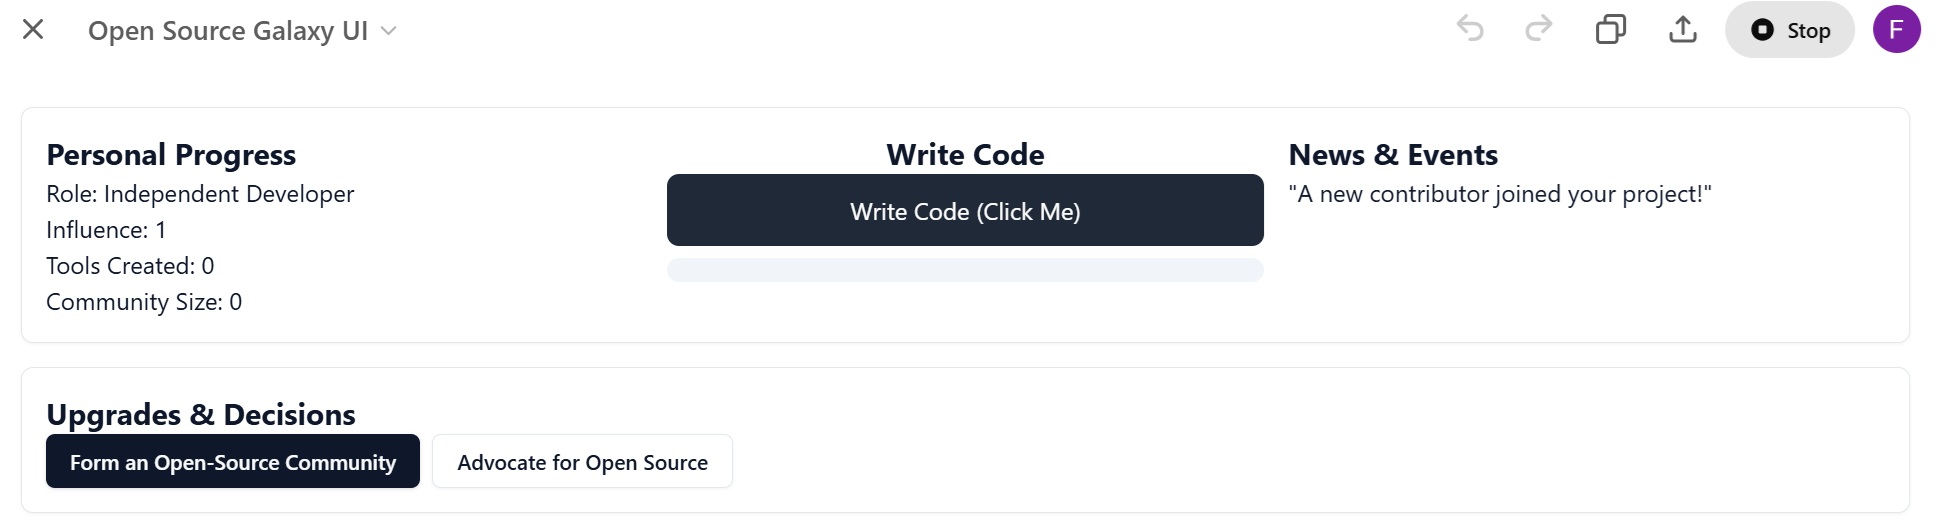 Open Source Galaxy UI
Stop
F
Personal Progress
Role: Independent Developer
Influence: 1
Tools Created: 0
Community Size: 0
Write Code
Write Code (Click Me)
News & Events
"A new contributor joined your project!"
Upgrades & Decisions
Form an Open-Source Community
Advocate for Open Source